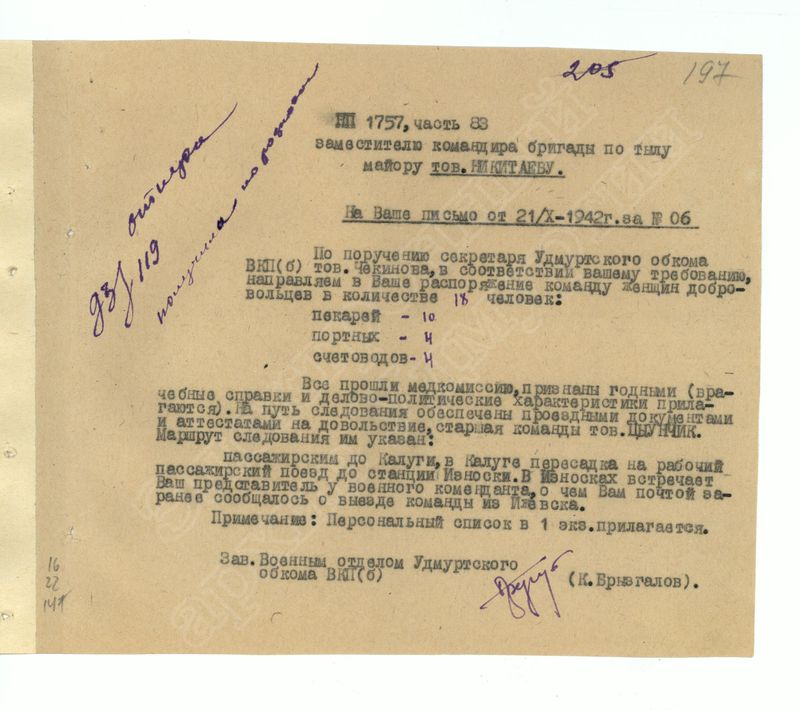 205 197
НП 1757, часть 83
заместителю командира бригады по тылу
майору тов. НИКИТАЕВУ.
На Ваше письмо от 21/X-1942г. за № 06
По поручению секретаря Удмуртского обкома
ВКП(б) тов. Чекинова, в соответствии вашему требованию,
направляем в Ваше распоряжение команду женщин добро-
вольцев в количестве 18 человек:
пекарей - 10
портных - 4
счетоводов - 4
Все прошли медкомиссию, признаны годными (вра-
чебные справки и делово-политические характеристики прила-
гаются). На путь следования обеспечены проездными документами
и аттестатами на довольствие, старшая команды тов. ЦЫУНЧИК.
Маршрут следования им указан:
пассажирским до Калуги, в Калуге пересадка на рабочий
пассажирский поезд до станции Износки. В Износках встречает
Ваш представитель у военного коменданта, о чем Вам почтой за-
ранее сообщалось о выезде команды из Ижевска.
Примечание: Персональный список в 1 экз. прилагается.
Зав. Военным отделом Удмуртского
обкома ВКП(б)
(К. Брызгалов).
119
получила
16
22
147